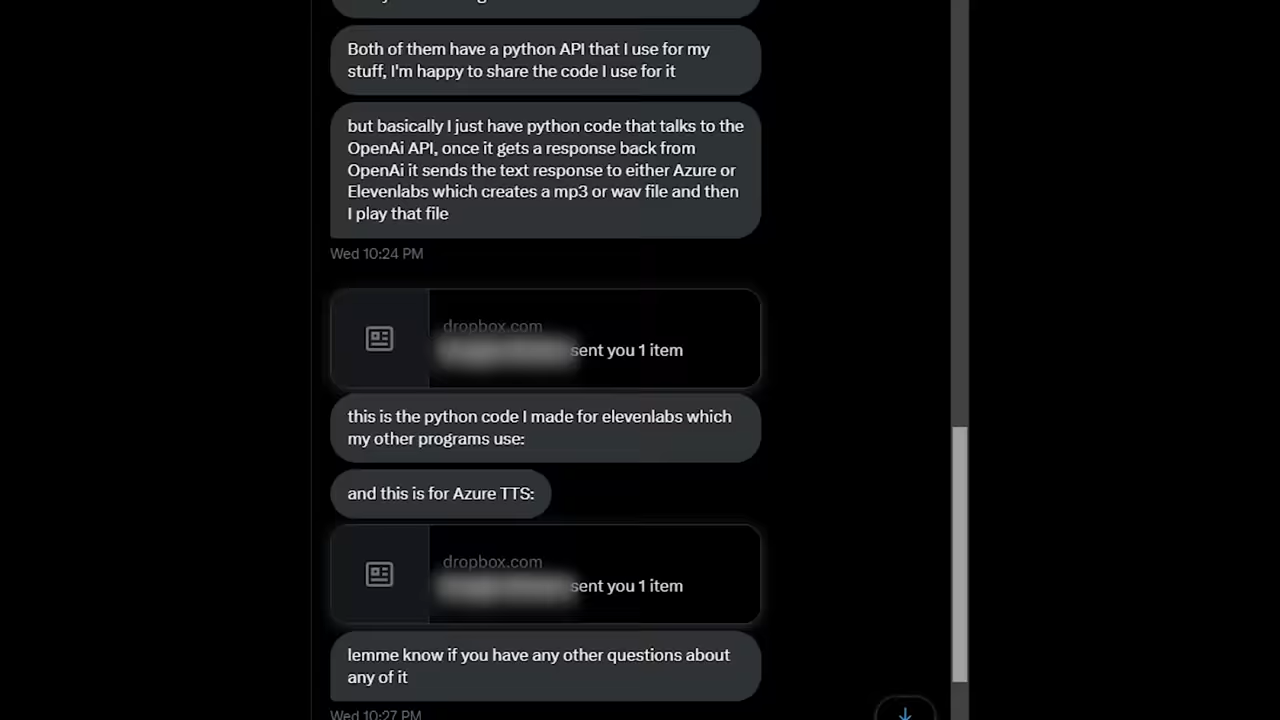 Both of them have a python API that I use for my
stuff, I'm happy to share the code I use for it
but basically I just have python code that talks to the
OpenAi API, once it gets a response back from
OpenAi it sends the text response to either Azure or
Elevenlabs which creates a mp3 or wav file and then
I play that file
Wed 10:24 PM
dropbox.com
sent you 1 item
this is the python code I made for elevenlabs which
my other programs use:
and this is for Azure TTS:
dropbox.com
sent you 1 item
lemme know if you have any other questions about
any of it
Wed 10:27 PM